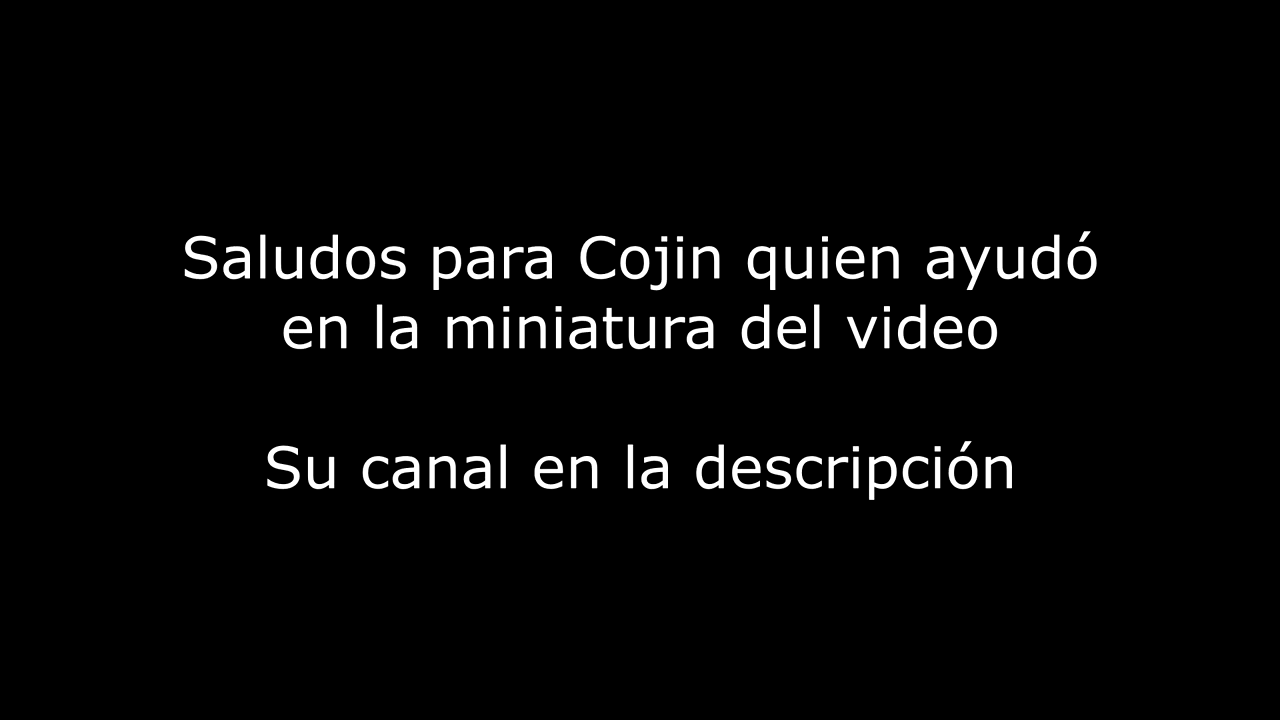 Saludos para Cojin quien ayudó
en la miniatura del video
Su canal en la descripción